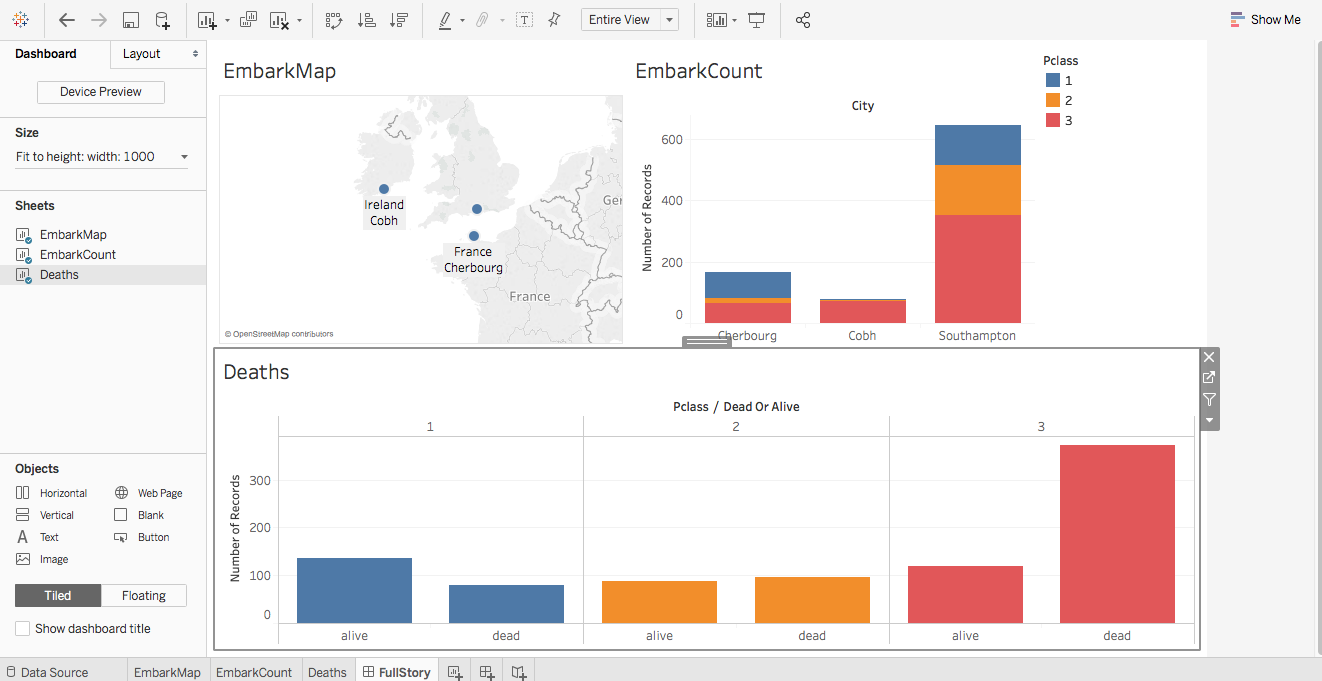 Entire View
Show Me
Dashboard
Layout
Device Preview
Size
Fit to height: width: 1000
Sheets
EmbarkMap
EmbarkCount
Deaths
Objects
Horizontal
Web Page
Vertical
Blank
A Text
Button
Image
Tiled
Floating
Show dashboard title
EmbarkMap
Ireland
Cobh
France
Cherbourg
France
Ger
© OpenStreetMap contributors
EmbarkCount
City
Number of Records
600
400
200
0
Cherbourg
Cobh
Southampton
Pclass
1
2
3
Deaths
Pclass / Dead Or Alive
1
2
3
Number of Records
300
200
100
0
alive
dead
alive
dead
alive
dead
Data Source
EmbarkMap
EmbarkCount
Deaths
FullStory